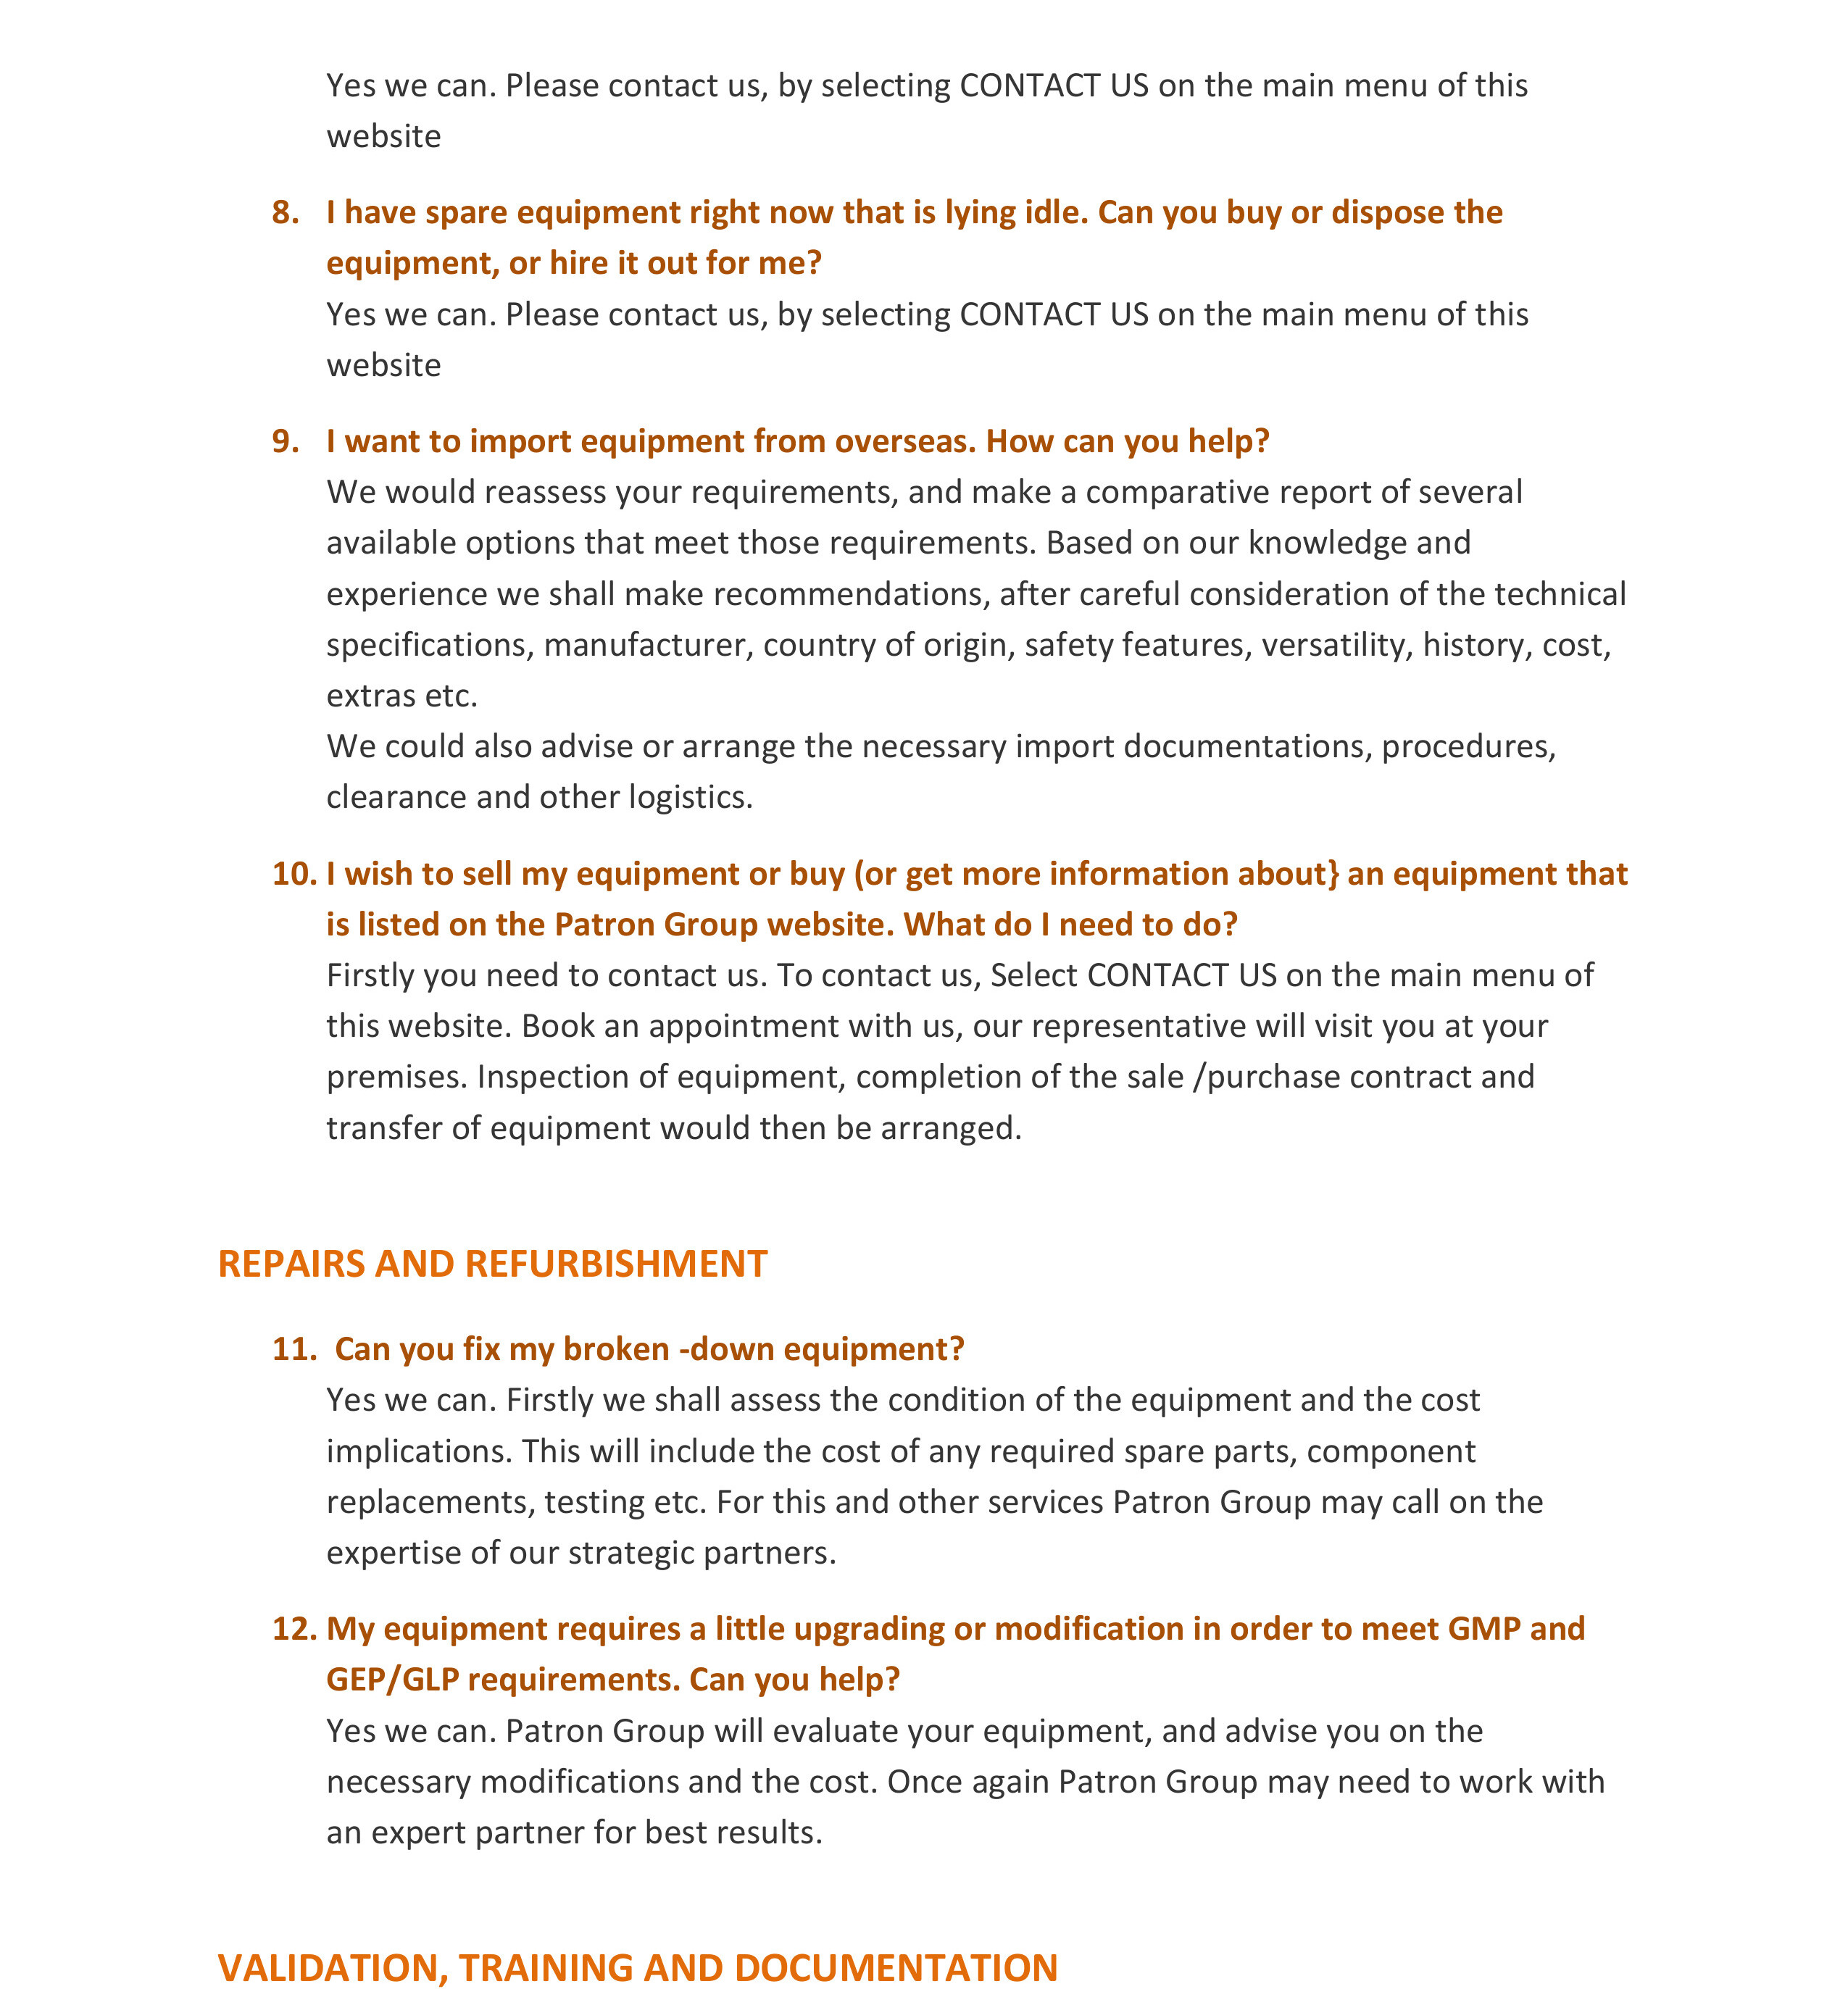 Yes we can. Please contact us, by selecting CONTACT US on the main menu of this
website
8. I have spare equipment right now that is lying idle. Can you buy or dispose the
equipment, or hire it out for me?
Yes we can. Please contact us, by selecting CONTACT US on the main menu of this
website
9. I want to import equipment from overseas. How can you help?
We would reassess your requirements, and make a comparative report of several
available options that meet those requirements. Based on our knowledge and
experience we shall make recommendations, after careful consideration of the technical
specifications, manufacturer, country of origin, safety features, versatility, history, cost,
extras etc.
We could also advise or arrange the necessary import documentations, procedures,
clearance and other logistics.
10. I wish to sell my equipment or buy (or get more information about} an equipment that
is listed on the Patron Group website. What do I need to do?
Firstly you need to contact us. To contact us, Select CONTACT US on the main menu of
this website. Book an appointment with us, our representative will visit you at your
premises. Inspection of equipment, completion of the sale /purchase contract and
transfer of equipment would then be arranged.
REPAIRS AND REFURBISHMENT
11. Can you fix my broken -down equipment?
Yes we can. Firstly we shall assess the condition of the equipment and the cost
implications. This will include the cost of any required spare parts, component
replacements, testing etc. For this and other services Patron Group may call on the
expertise of our strategic partners.
12. My equipment requires a little upgrading or modification in order to meet GMP and
GEP/GLP requirements. Can you help?
Yes we can. Patron Group will evaluate your equipment, and advise you on the
necessary modifications and the cost. Once again Patron Group may need to work with
an expert partner for best results.
VALIDATION, TRAINING AND DOCUMENTATION